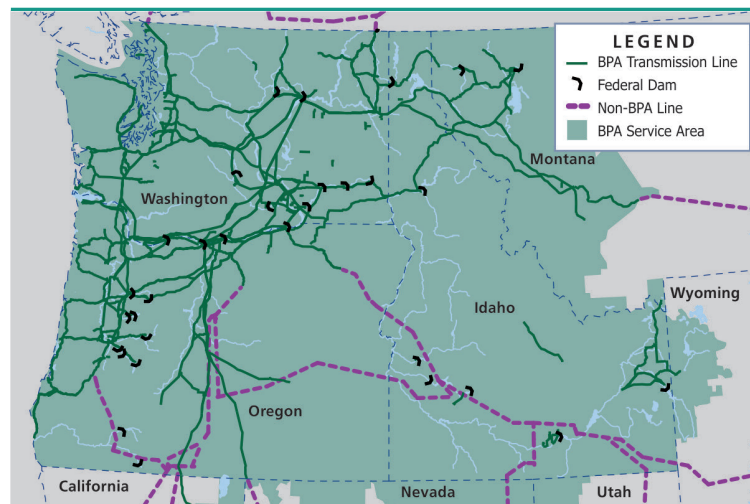 LEGEND
BPA Transmission Line
Federal Dam
Non-BPA Line
BPA Service Area
Montana
Washington
Wyoming
Idaho
Oregon
California
Nevada
Utah